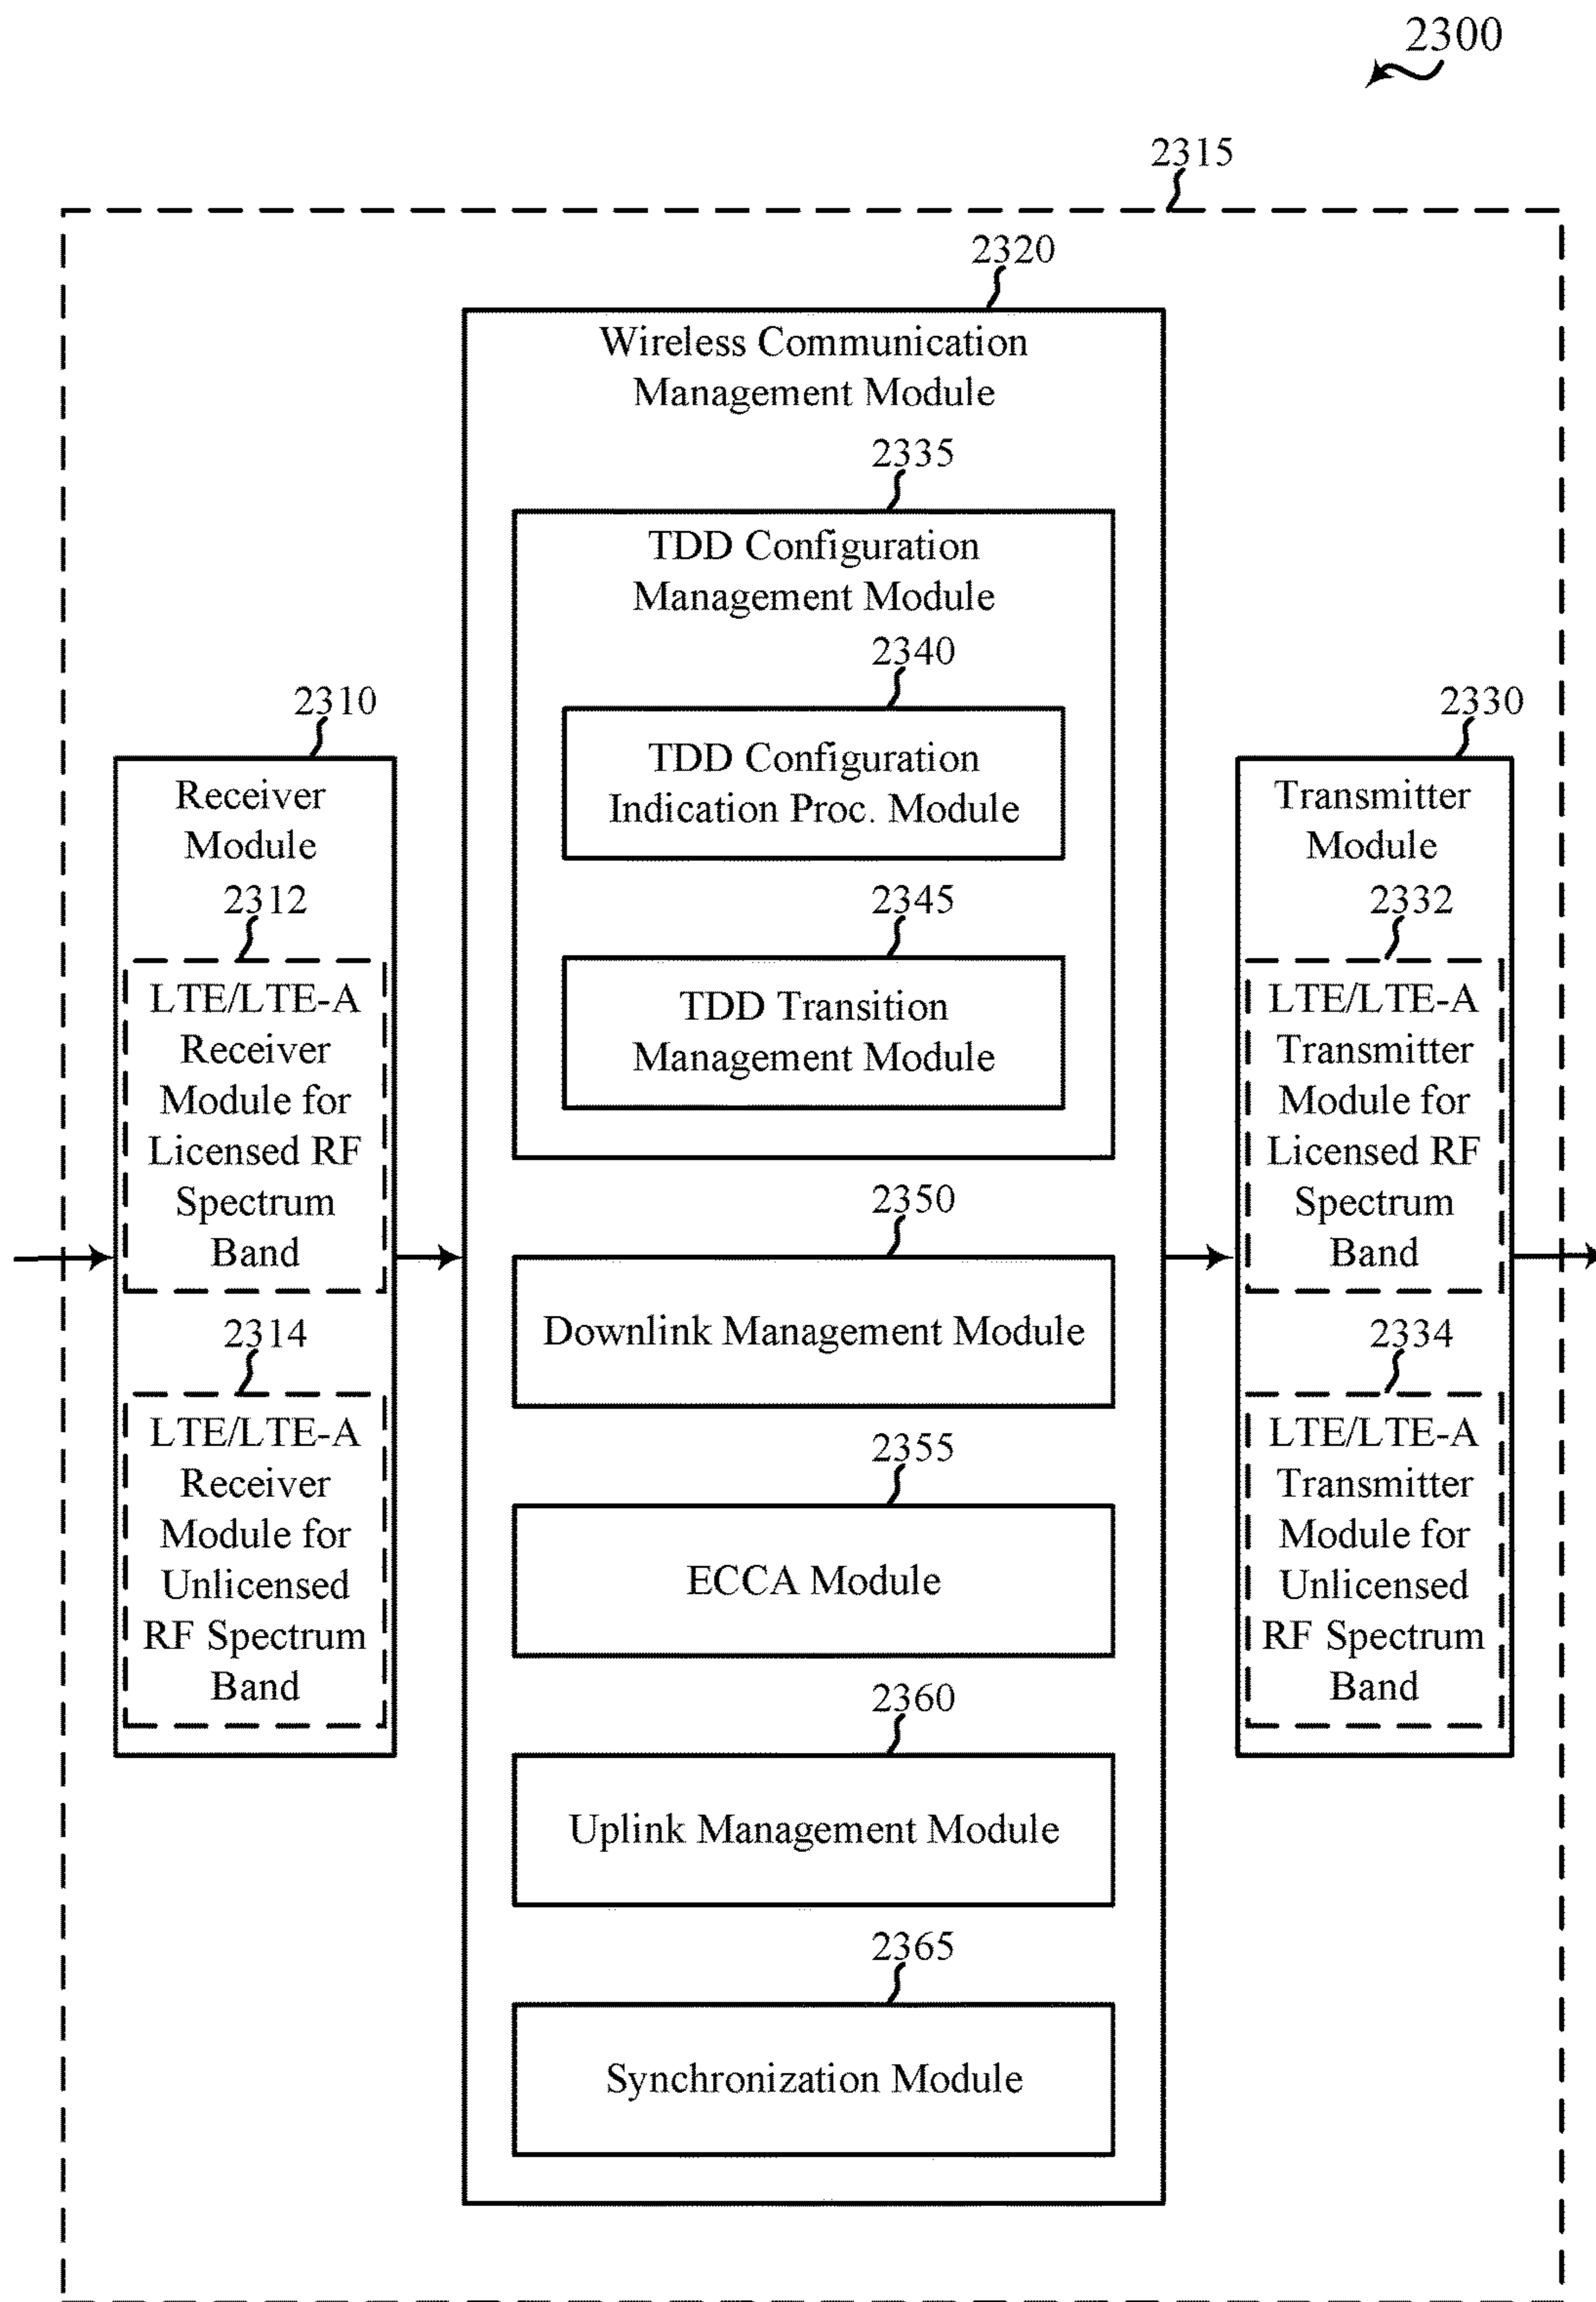 2300
2315
2320
Wireless Communication
Management Module
2335
TDD Configuration
Management Module
2340
TDD Configuration
Indication Proc. Module
2345
TDD Transition
Management Module
2350
Downlink Management Module
2355
ECCA Module
2360
Uplink Management Module
2365
Synchronization Module
2310
Receiver
Module
2312
LTE/LTE-A
Receiver
Module for
Licensed RF
Spectrum
Band
2314
LTE/LTE-A
Receiver
Module for
Unlicensed
RF Spectrum
Band
2330
Transmitter
Module
2332
LTE/LTE-A
Transmitter
Module for
Licensed RF
Spectrum
Band
2334
LTE/LTE-A
Transmitter
Module for
Unlicensed
RF Spectrum
Band